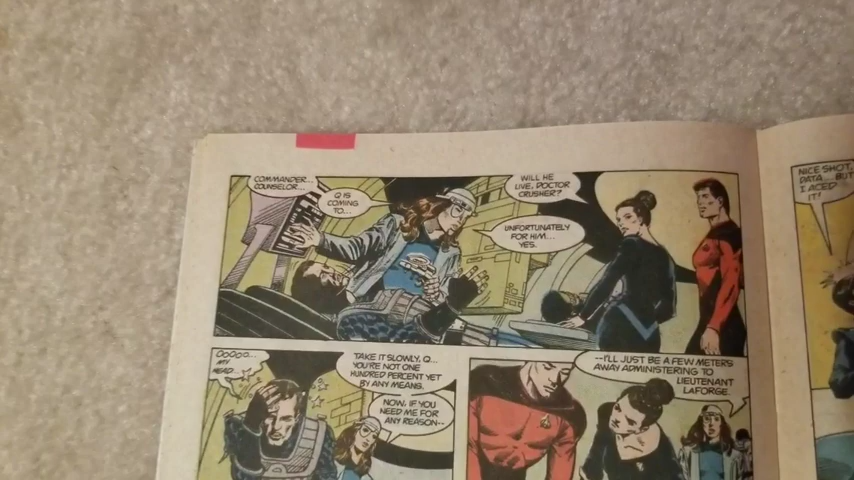 COMMANDER...
COUNSELOR...
Q IS
COMING
TO...
WILL HE
LIVE, DOCTOR
CRUSHER?
UNFORTUNATELY
FOR HIM...
YES.
OOOOO...
MY
HEAD...
TAKE IT SLOWLY, Q...
YOU'RE NOT ONE
HUNDRED PERCENT YET
BY ANY MEANS.
NOW, IF YOU
NEED ME FOR
ANY REASON--
--I'LL JUST BE A FEW METERS
AWAY ADMINISTERING TO
LIEUTENANT
LAFORGE.
NICE SHOT,
DATA... BUT
I ACED
IT!